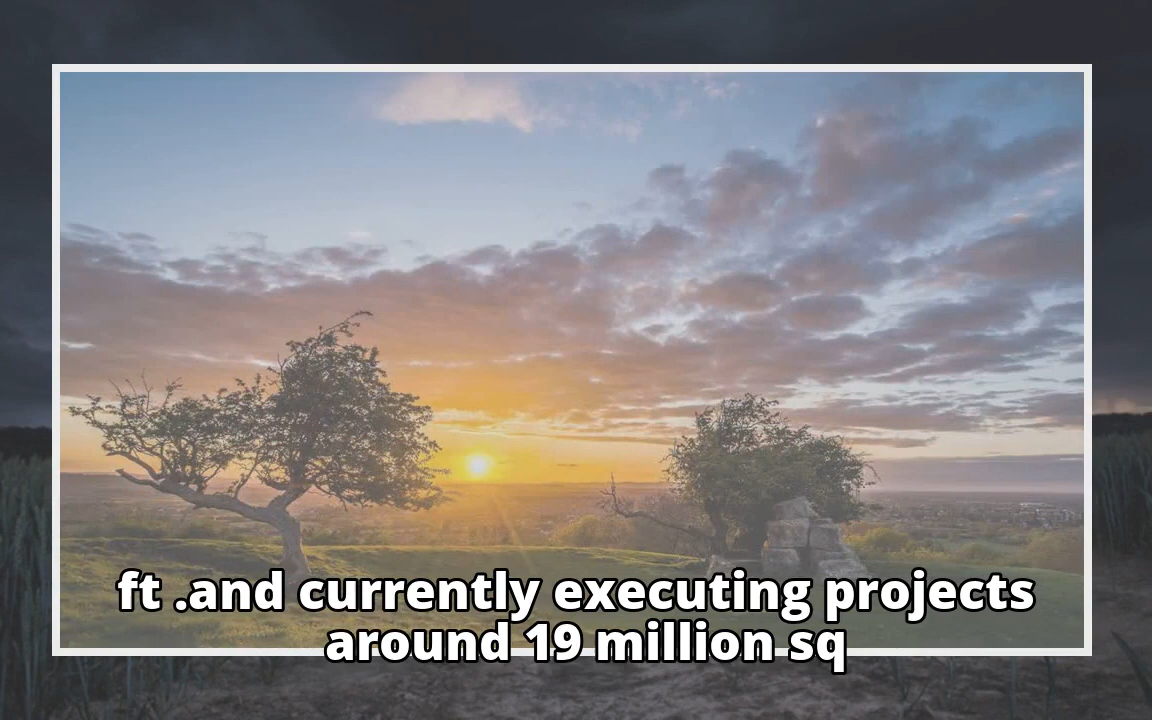 ft .and currently executing projects
around 19 million sq